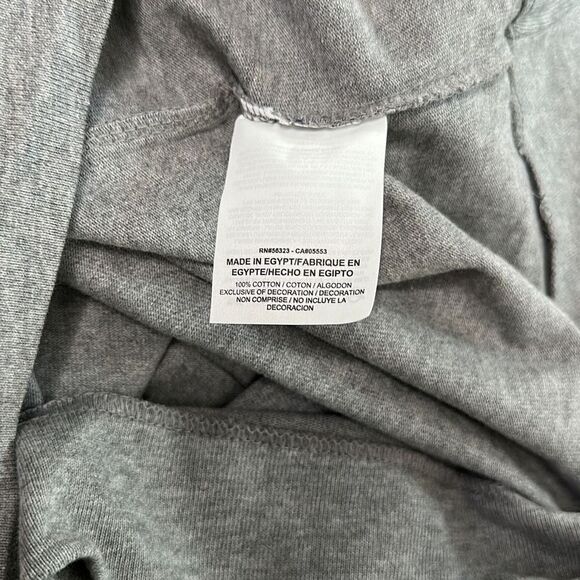 RN#56323 - CA#05553
MADE IN EGYPT/FABRIQUE EN
EGYPTE/HECHO EN EGIPTO
100% COTTON / COTON / ALGODON
EXCLUSIVE OF DECORATION / DECORATION
NON COMPRISE / NO INCLUYE LA
DECORACION